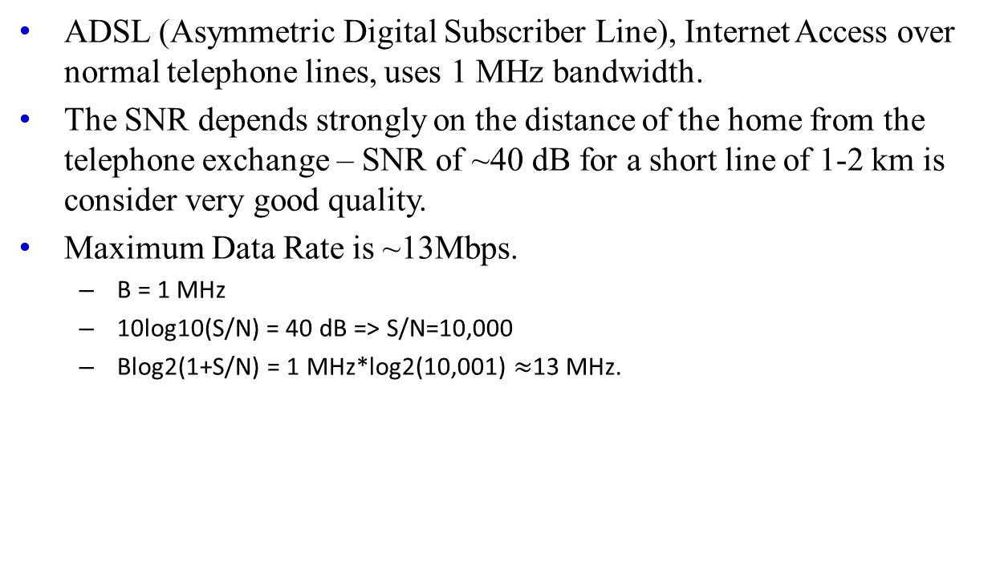 • ADSL (Asymmetric Digital Subscriber Line), Internet Access over
normal telephone lines, uses 1 MHz bandwidth.
• The SNR depends strongly on the distance of the home from the
telephone exchange – SNR of ~40 dB for a short line of 1-2 km is
consider very good quality.
• Maximum Data Rate is ~13Mbps.
– B = 1 MHz
– 10log10(S/N) = 40 dB => S/N=10,000
– Blog2(1+S/N) = 1 MHz*log2(10,001) ≈13 MHz.